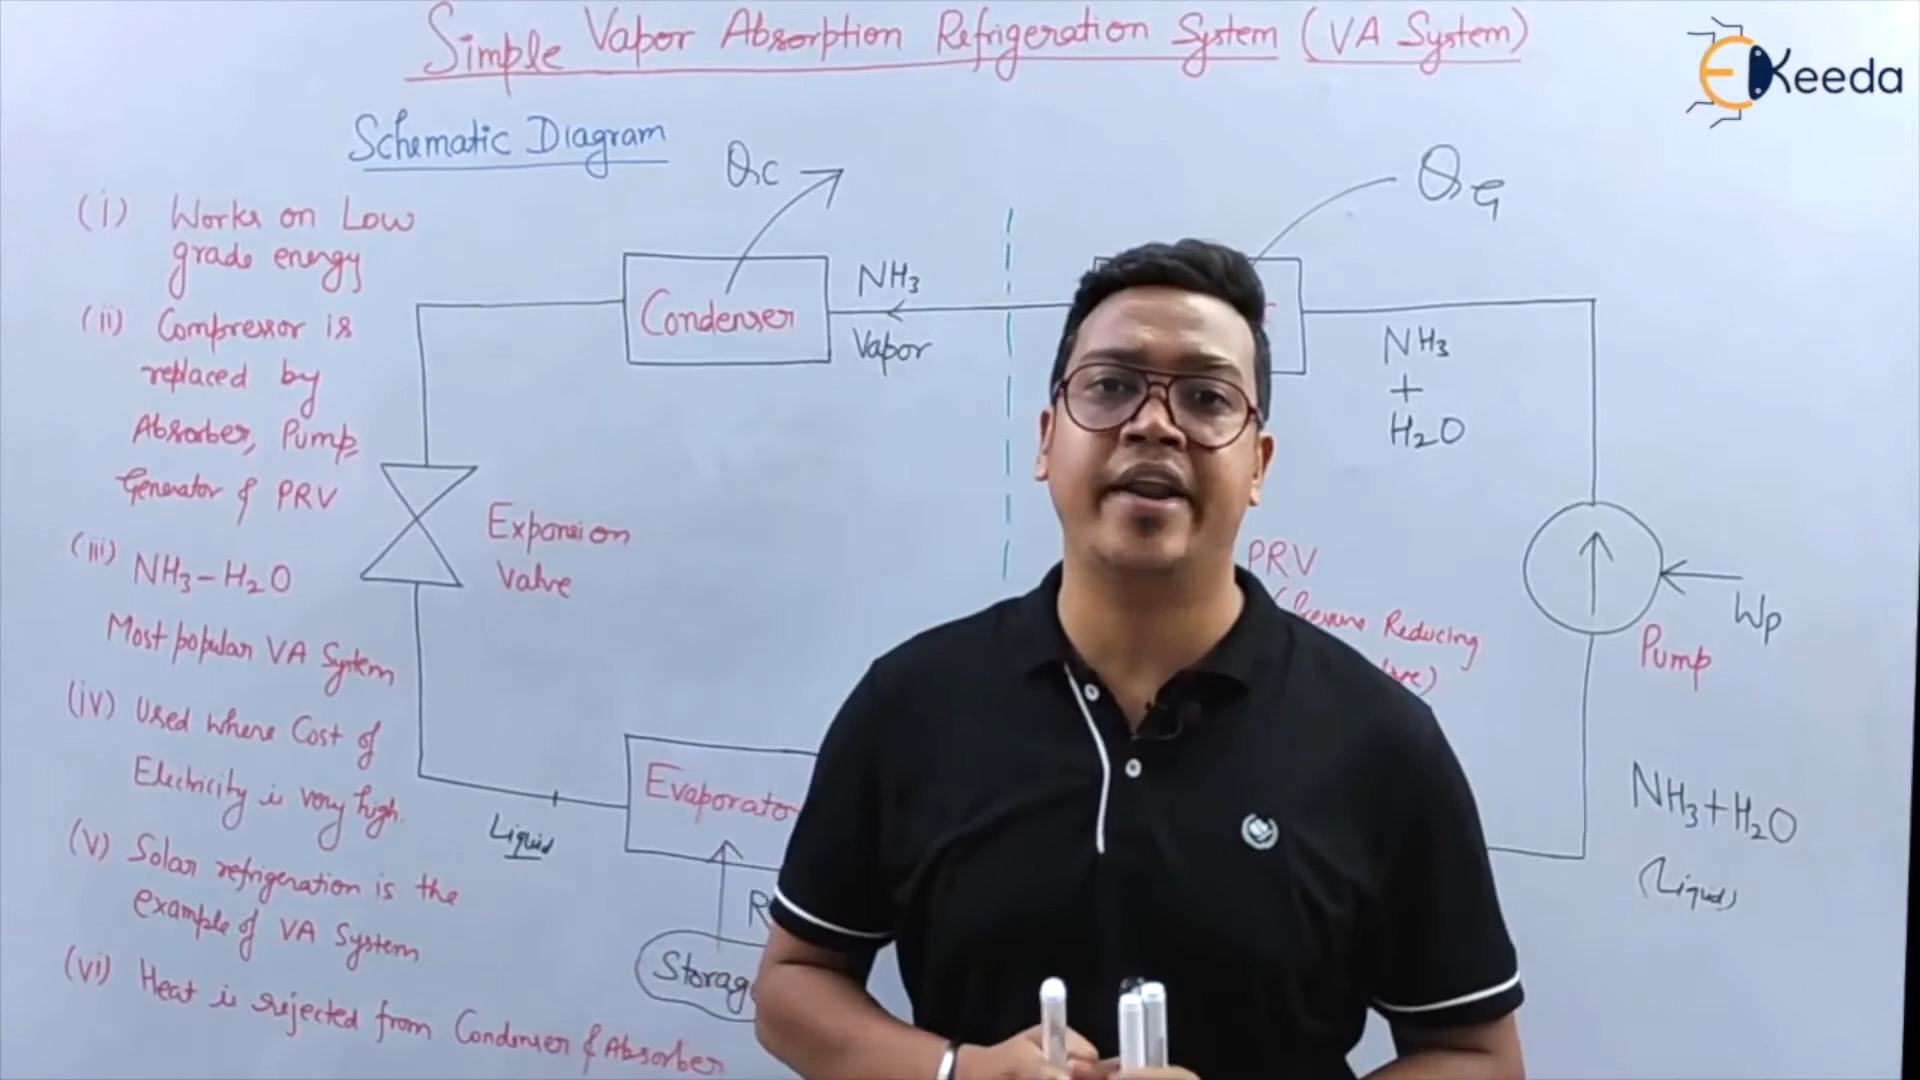 Simple Vapor Absorption Refrigeration System (VA System)
EKeeda
Schematic Diagram
(i) Works on Low
grade energy
(ii) Compressor is
replaced by
Absorber, Pump,
Generator & PRV
(iii) NH3-H2O
Most popular VA System
(iv) Used where Cost of
Electricity is very high.
(v) Solar refrigeration is the
example of VA System
(vi) Heat is rejected from Condenser & Absorber
Qc
Condenser
NH3
Vapor
QG
NH3
+
H2O
Expansion
Valve
PRV
Reducing
Wp
Pump
Evaporator
Liquid
NH3+H2O
(Liquid)